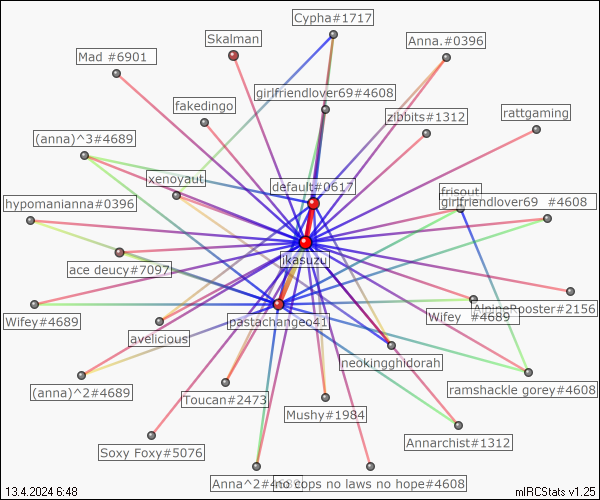 Cypha#1717
Skalman
Anna.#0396
Mad #6901
girlfriendlover69#4608
fakedingo
zibbits#1312
rattgaming
(anna)^3#4689
xenoyaut
default#0617
frisout
hypomanianna#0396
girlfriendlover69 #4608
ikasuzu
ace deucy#7097
Wifey#4689
pastachangeo41
Wifey #4689
Rooster#2156
avelicious
neokingghidorah
(anna)^2#4689
Toucan#2473
ramshackle gorey#4608
Mushy#1984
Annarchist#1312
Soxy Foxy#5076
Anna^2#4689
no cops no laws no hope#4608
13.4.2024 6:48
mIRCStats v1.25